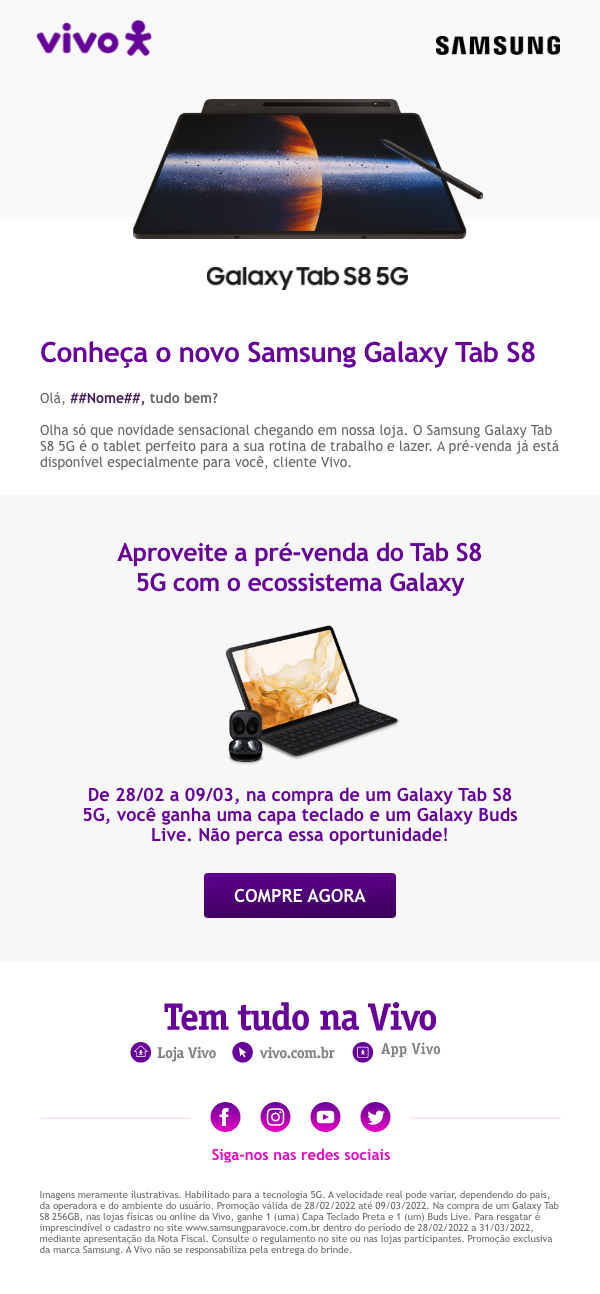 vivo
SAMSUNG
Galaxy Tab S8 5G
Conheça o novo Samsung Galaxy Tab S8
Olá, ##Nome##, tudo bem?
Olha só que novidade sensacional chegando em nossa loja. O Samsung Galaxy Tab
S8 5G é o tablet perfeito para a sua rotina de trabalho e lazer. A pré-venda já está
disponível especialmente para você, cliente Vivo.
Aproveite a pré-venda do Tab S8
5G com o ecossistema Galaxy
De 28/02 a 09/03, na compra de um Galaxy Tab S8
5G, você ganha uma capa teclado e um Galaxy Buds
Live. Não perca essa oportunidade!
COMPRE AGORA
Tem tudo na Vivo
Loja Vivo vivo.com.br App Vivo
Siga-nos nas redes sociais
Imagens meramente ilustrativas. Habilitado para a tecnologia 5G. A velocidade real pode variar, dependendo do país,
da operadora e do ambiente do usuário. Promoção válida de 28/02/2022 até 09/03/2022. Na compra de um Galaxy Tab
S8 256GB, nas lojas físicas ou online da Vivo, ganhe 1 (uma) Capa Teclado Preta e 1 (um) Buds Live. Para resgatar é
imprescindível o cadastro no site www.samsungparavoce.com.br dentro do período de 28/02/2022 a 31/03/2022,
mediante apresentação da Nota Fiscal. Consulte o regulamento no site ou nas lojas participantes. Promoção exclusiva
da marca Samsung. A Vivo não se responsabiliza pela entrega do brinde.